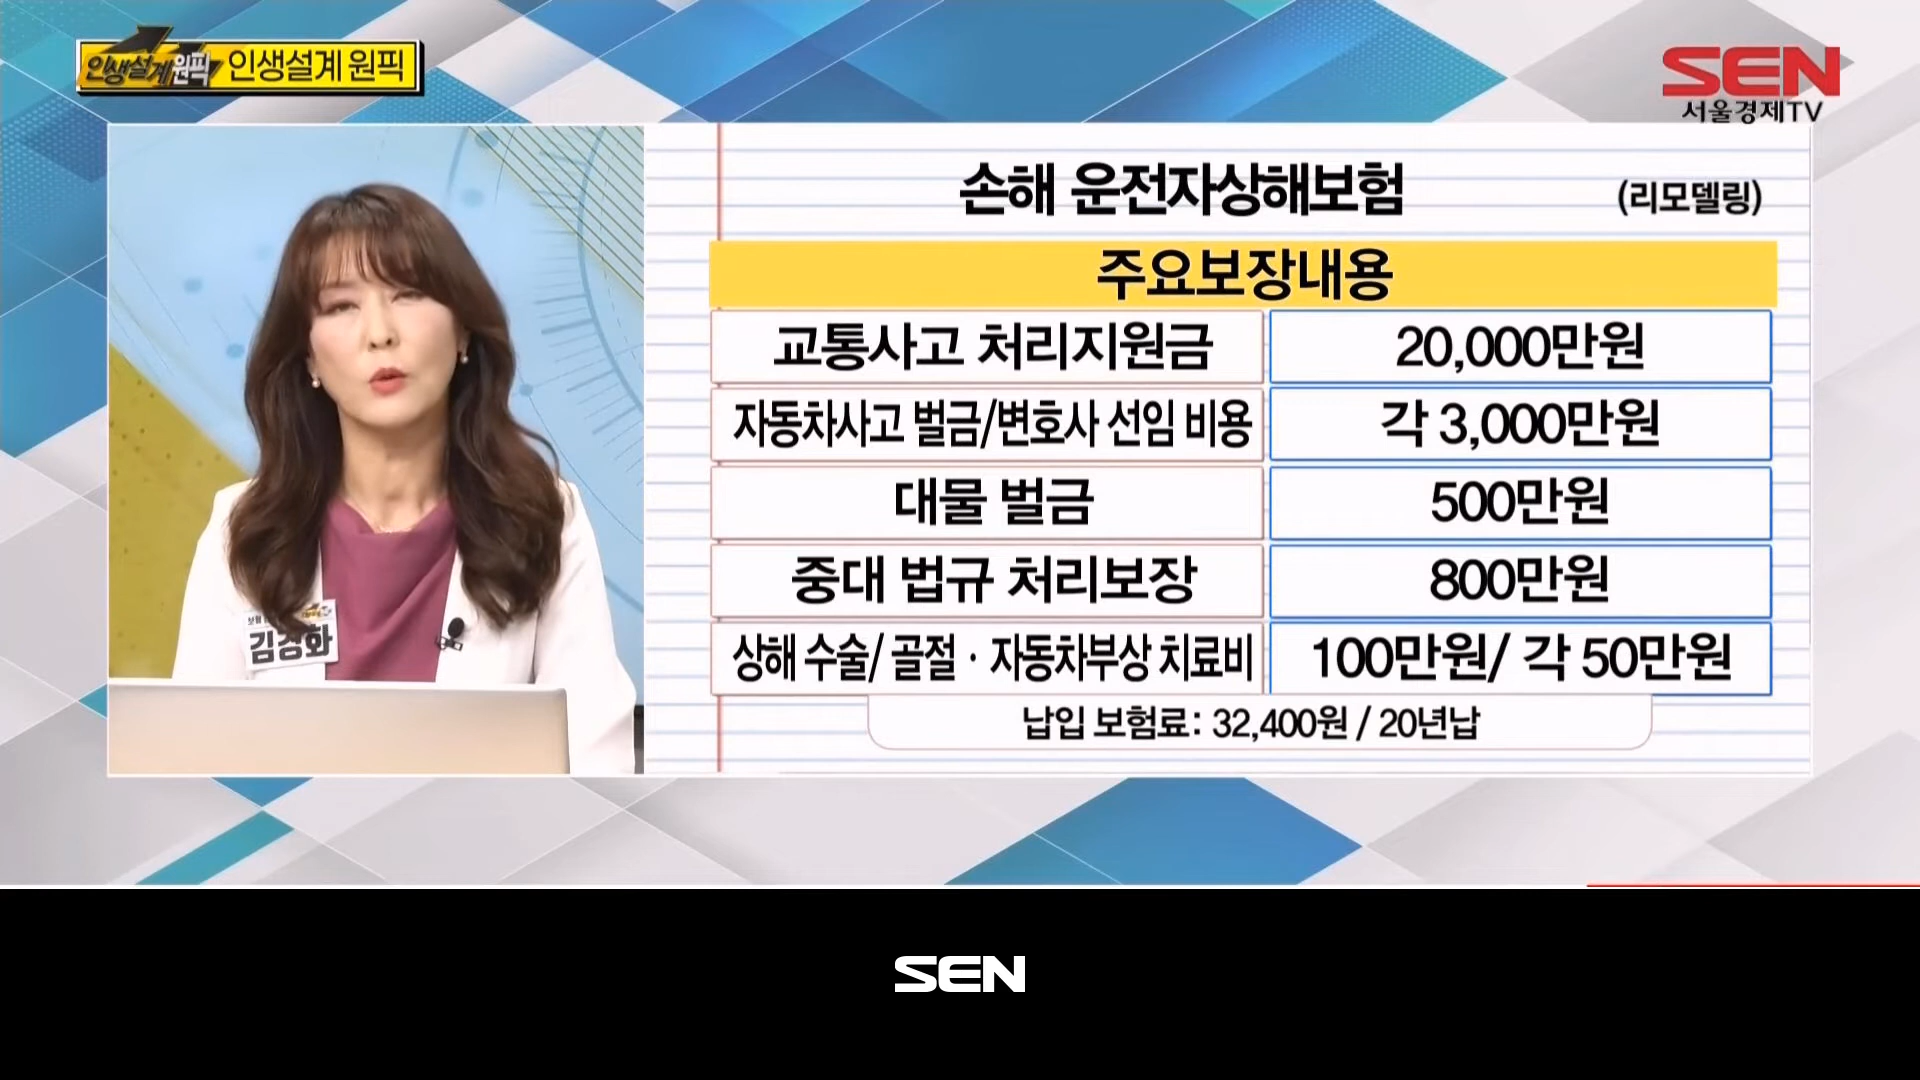 인생설계원픽 인생설계 원픽
SEN
서울경제TV
손해 운전자상해보험 (리모델링)
주요보장내용
교통사고 처리지원금 20,000만원
자동차사고 벌금/변호사 선임 비용 각 3,000만원
대물 벌금 500만원
중대 법규 처리보장 800만원
상해 수술/ 골절 · 자동차부상 치료비 100만원/ 각 50만원
납입 보험료: 32,400원 / 20년납
보험
김경화
SEN